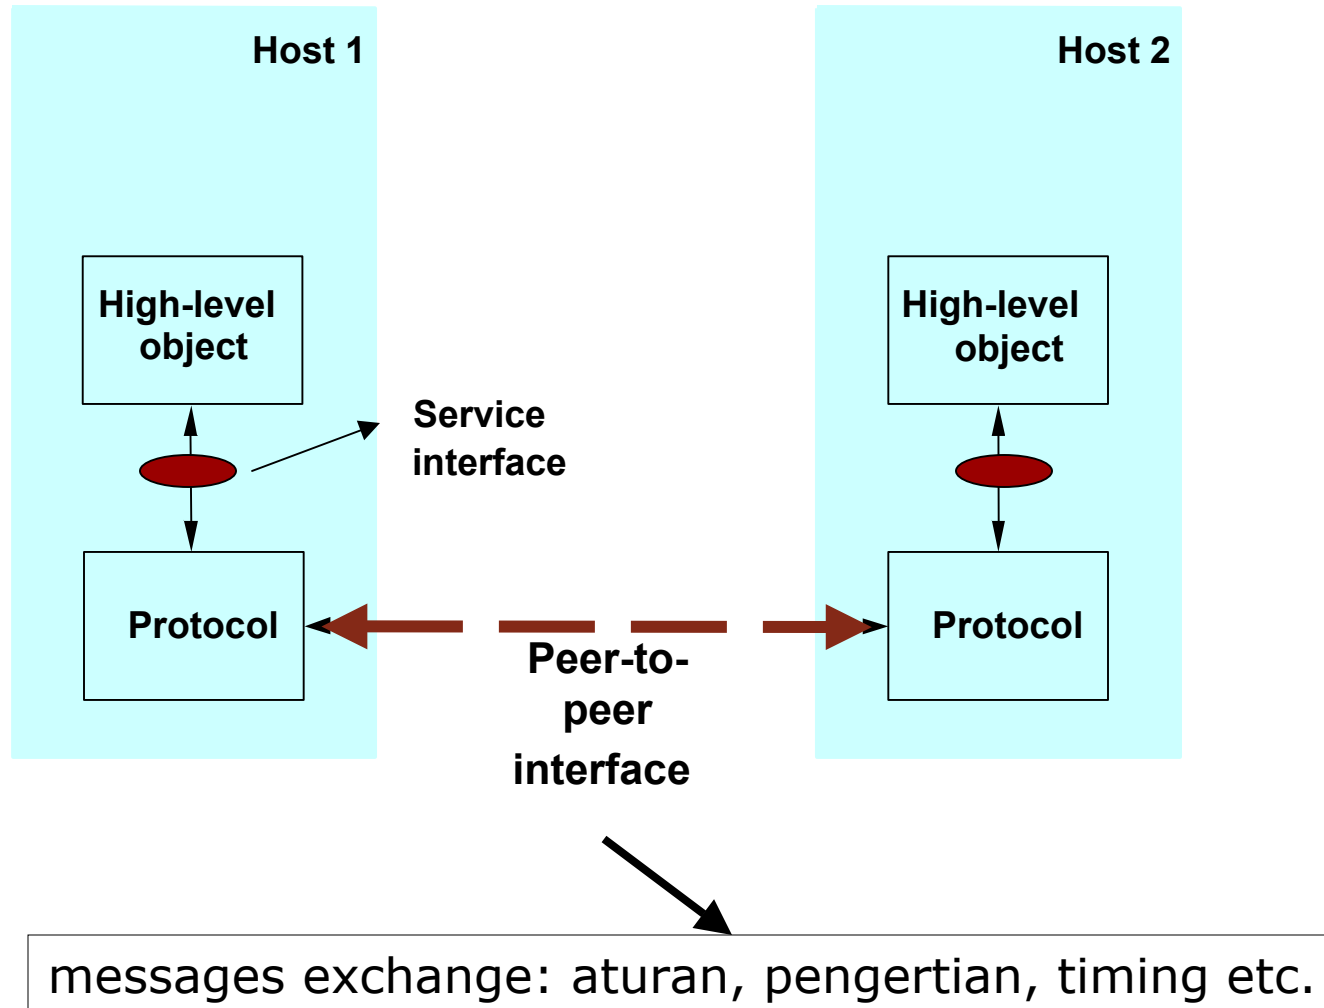 Host 1
Host 2
High-level
object
High-level
object
Service
interface
Protocol
Protocol
Peer-to-
peer
interface
messages exchange: aturan, pengertian, timing etc.